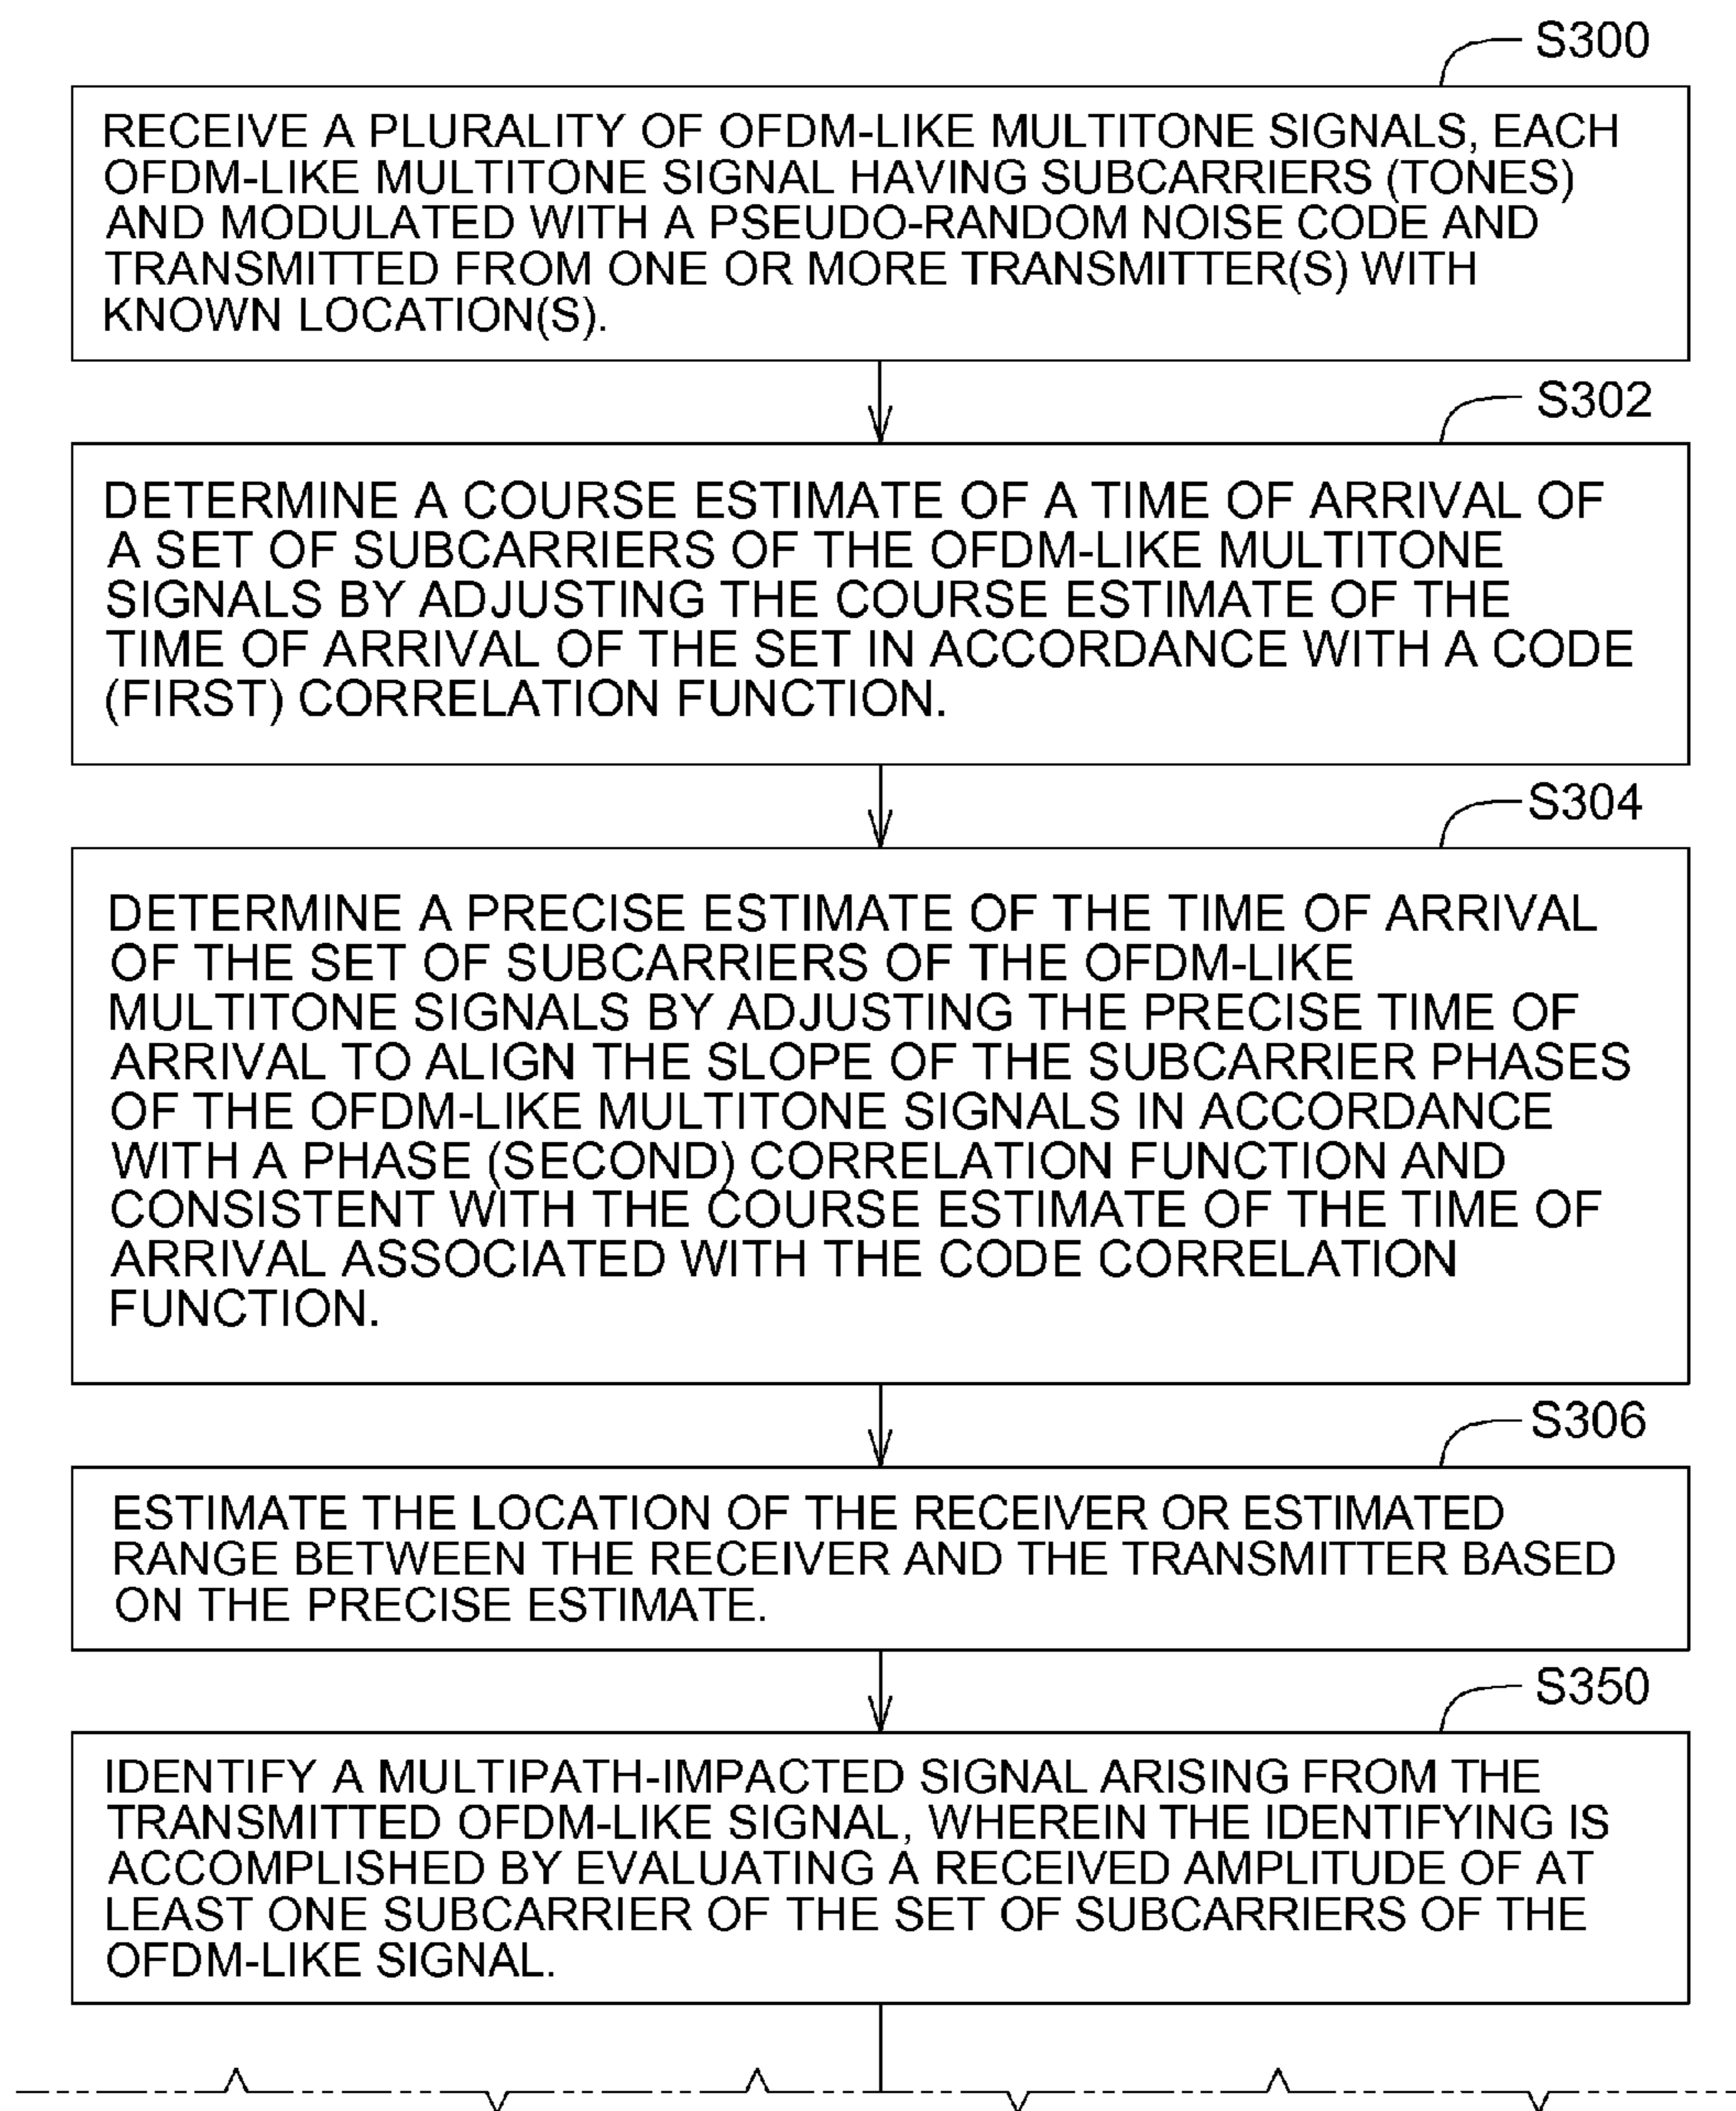 S300
RECEIVE A PLURALITY OF OFDM-LIKE MULTITONE SIGNALS, EACH
OFDM-LIKE MULTITONE SIGNAL HAVING SUBCARRIERS (TONES)
AND MODULATED WITH A PSEUDO-RANDOM NOISE CODE AND
TRANSMITTED FROM ONE OR MORE TRANSMITTER(S) WITH
KNOWN LOCATION(S).
S302
DETERMINE A COURSE ESTIMATE OF A TIME OF ARRIVAL OF
A SET OF SUBCARRIERS OF THE OFDM-LIKE MULTITONE
SIGNALS BY ADJUSTING THE COURSE ESTIMATE OF THE
TIME OF ARRIVAL OF THE SET IN ACCORDANCE WITH A CODE
(FIRST) CORRELATION FUNCTION.
S304
DETERMINE A PRECISE ESTIMATE OF THE TIME OF ARRIVAL
OF THE SET OF SUBCARRIERS OF THE OFDM-LIKE
MULTITONE SIGNALS BY ADJUSTING THE PRECISE TIME OF
ARRIVAL TO ALIGN THE SLOPE OF THE SUBCARRIER PHASES
OF THE OFDM-LIKE MULTITONE SIGNALS IN ACCORDANCE
WITH A PHASE (SECOND) CORRELATION FUNCTION AND
CONSISTENT WITH THE COURSE ESTIMATE OF THE TIME OF
ARRIVAL ASSOCIATED WITH THE CODE CORRELATION
FUNCTION.
S306
ESTIMATE THE LOCATION OF THE RECEIVER OR ESTIMATED
RANGE BETWEEN THE RECEIVER AND THE TRANSMITTER BASED
ON THE PRECISE ESTIMATE.
S350
IDENTIFY A MULTIPATH-IMPACTED SIGNAL ARISING FROM THE
TRANSMITTED OFDM-LIKE SIGNAL, WHEREIN THE IDENTIFYING IS
ACCOMPLISHED BY EVALUATING A RECEIVED AMPLITUDE OF AT
LEAST ONE SUBCARRIER OF THE SET OF SUBCARRIERS OF THE
OFDM-LIKE SIGNAL.